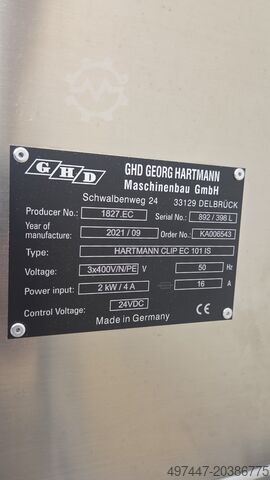 GHD
GHD GEORG HARTMANN
Maschinenbau GmbH
Schwalbenweg 24 33129 DELBRÜCK
Producer No.: 1827.EC Serial No.: 892 / 398 L
Year of manufacture: 2021 / 09 Order No.: KA006543
Type: HARTMANN CLIP EC 101 IS
Voltage: 3x400V/N/PE V 50 Hz
Power input: 2 kW / 4 A 16 A
Control Voltage: 24VDC CE
Made in Germany
497447-20386775